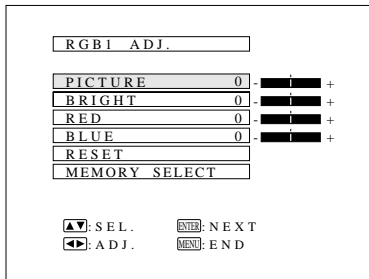 RGB1 ADJ.
PICTURE 0 - +
BRIGHT 0 - +
RED 0 - +
BLUE 0 - +
RESET
MEMORY SELECT
▲▼:SEL. ENTER:NEXT
◀▶:ADJ. MENU:END